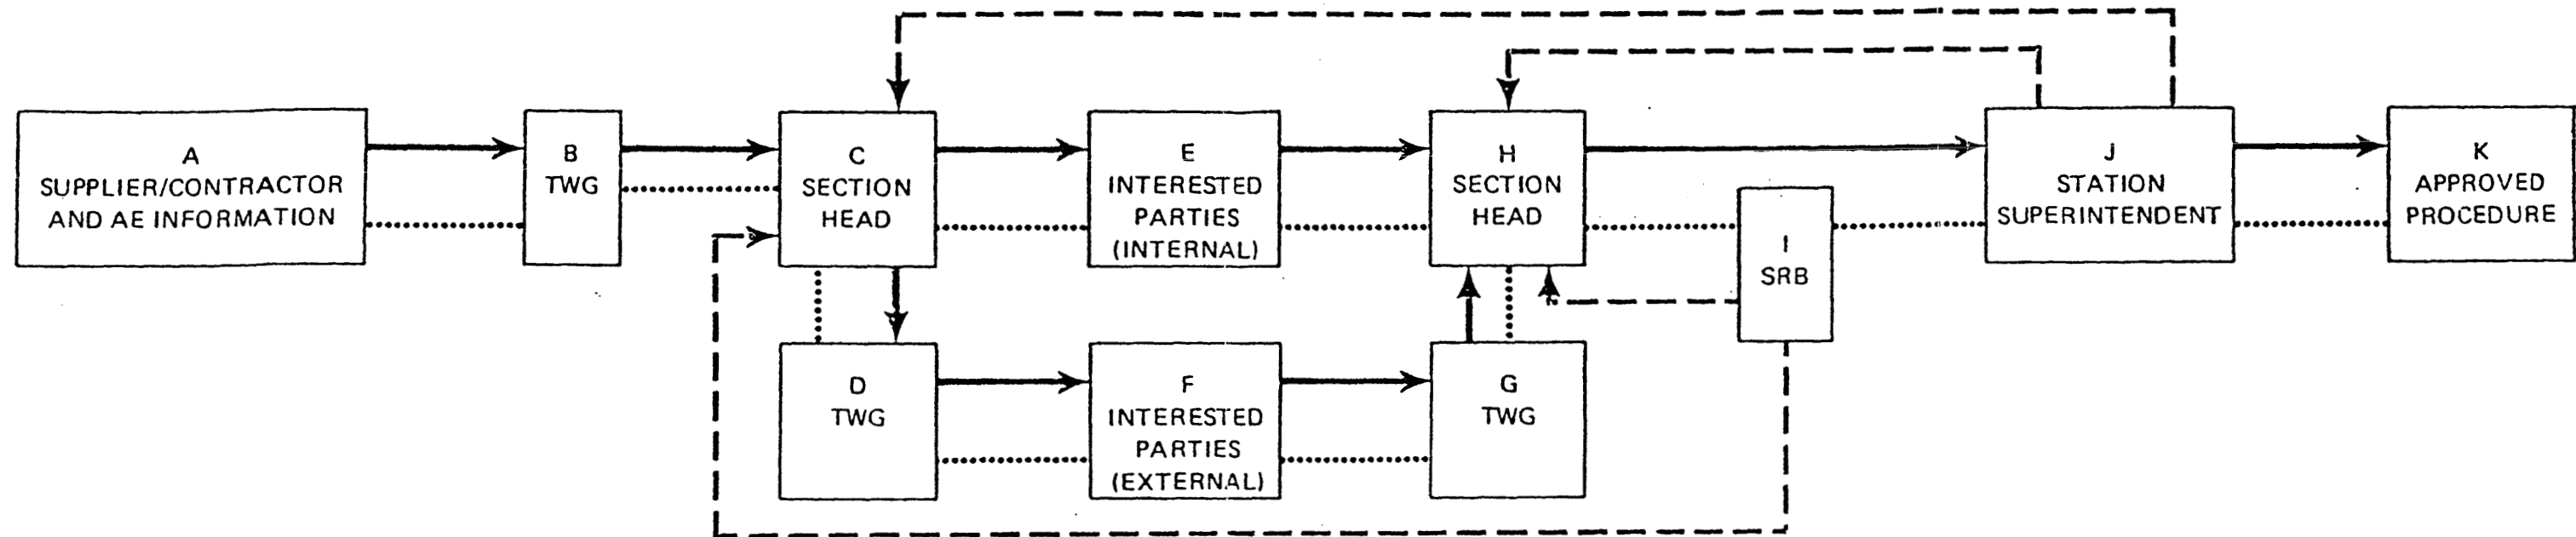 A
SUPPLIER/CONTRACTOR
AND AE INFORMATION
B
TWG
C
SECTION
HEAD
E
INTERESTED
PARTIES
(INTERNAL)
H
SECTION
HEAD
I
SRB
J
STATION
SUPERINTENDENT
K
APPROVED
PROCEDURE
D
TWG
F
INTERESTED
PARTIES
(EXTERNAL)
G
TWG